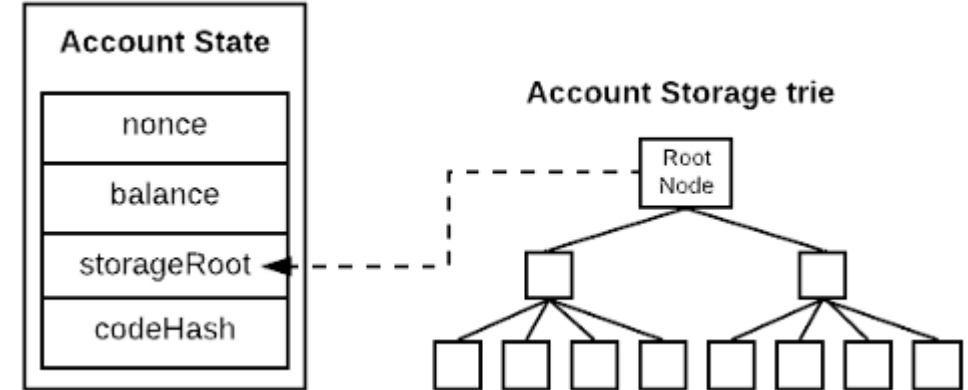 Account State
nonce
balance
storageRoot
codeHash
Account Storage trie
Root
Node